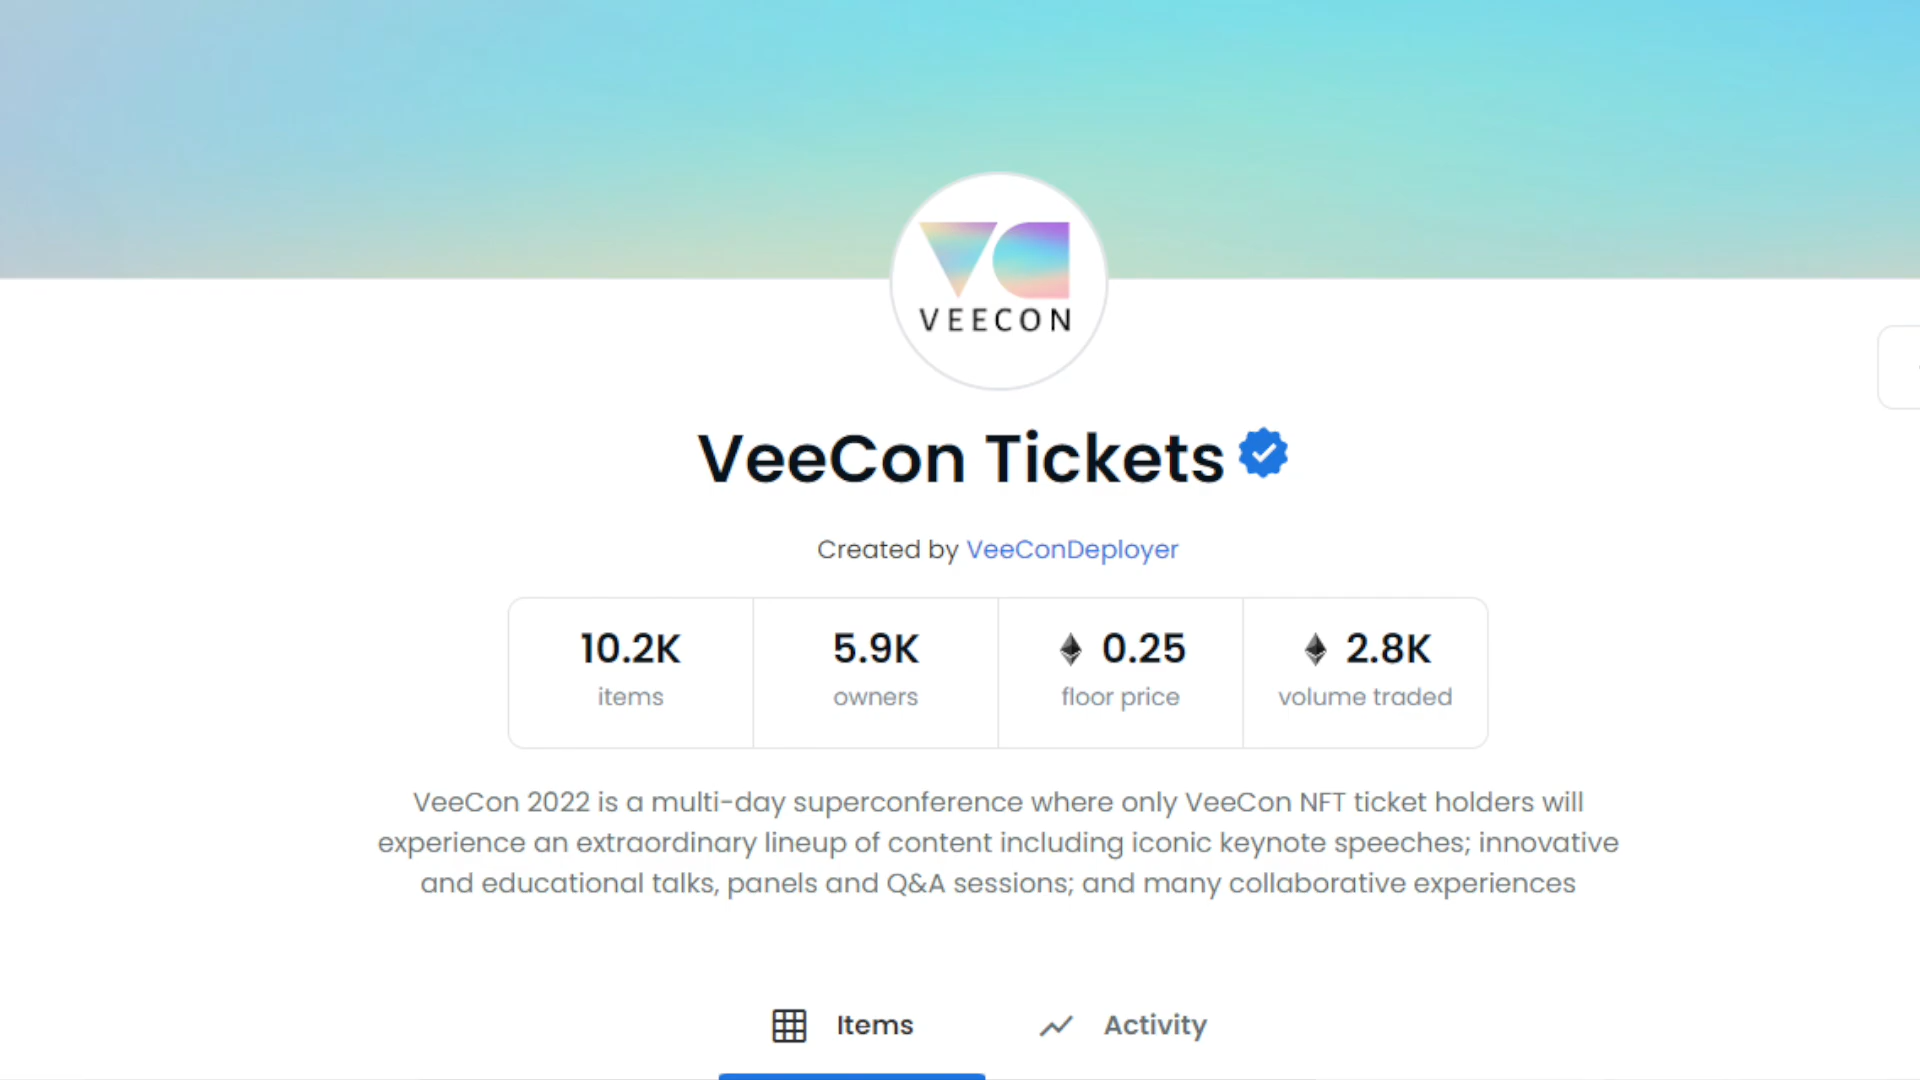 VEECON
VeeCon Tickets
Created by VeeConDeployer
10.2K
items
5.9K
owners
0.25
floor price
2.8K
volume traded
VeeCon 2022 is a multi-day superconference where only VeeCon NFT ticket holders will
experience an extraordinary lineup of content including iconic keynote speeches; innovative
and educational talks, panels and Q&A sessions; and many collaborative experiences
Items
Activity